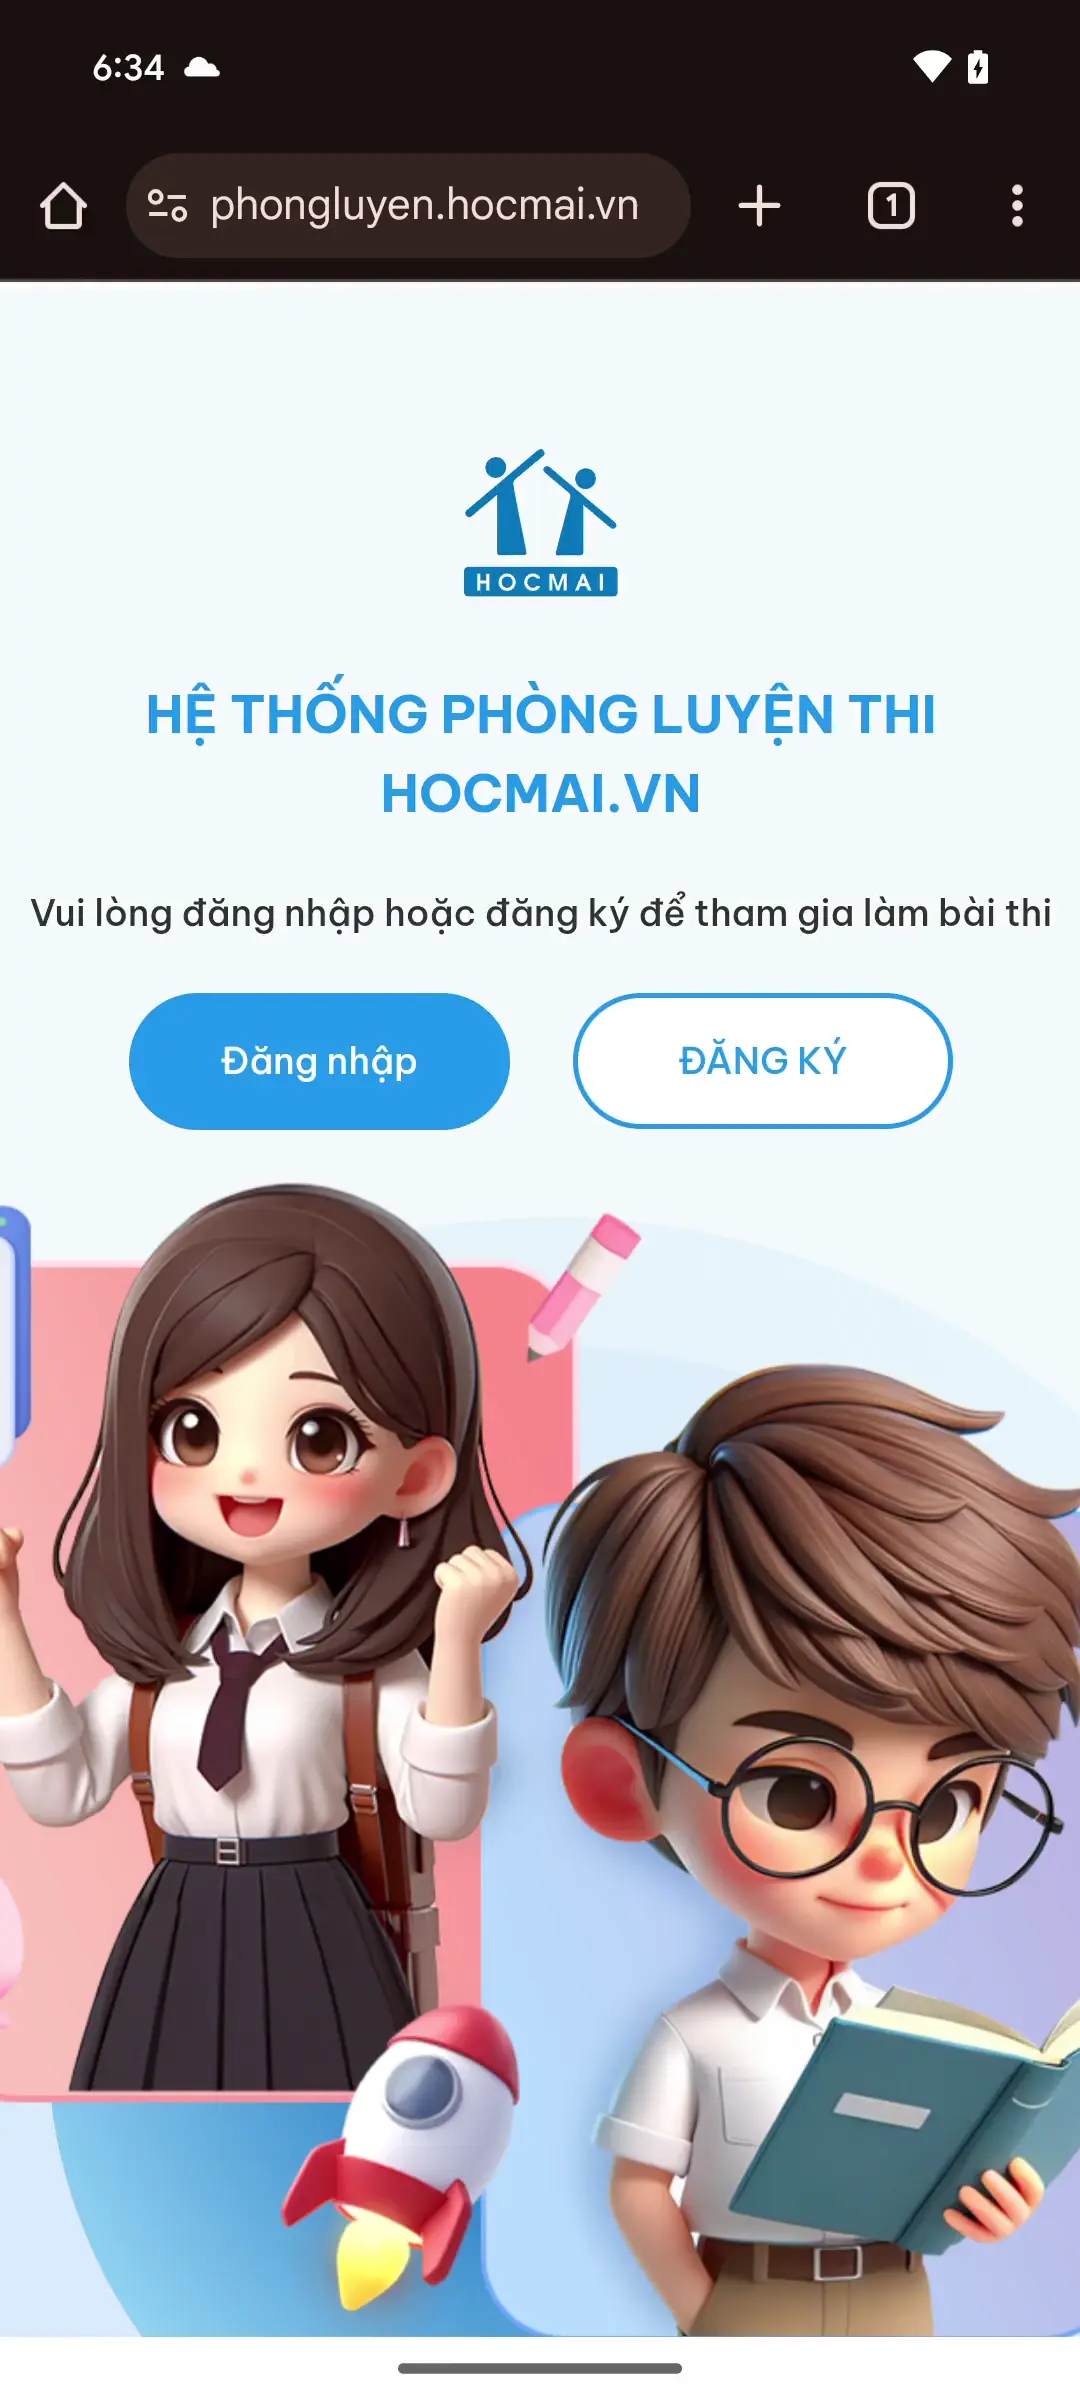 6:34
phongluyen.hocmai.vn
1
HOCMAI
HỆ THỐNG PHÒNG LUYỆN THI
HOCMAI.VN
Vui lòng đăng nhập hoặc đăng ký để tham gia làm bài thi
Đăng nhập
ĐĂNG KÝ